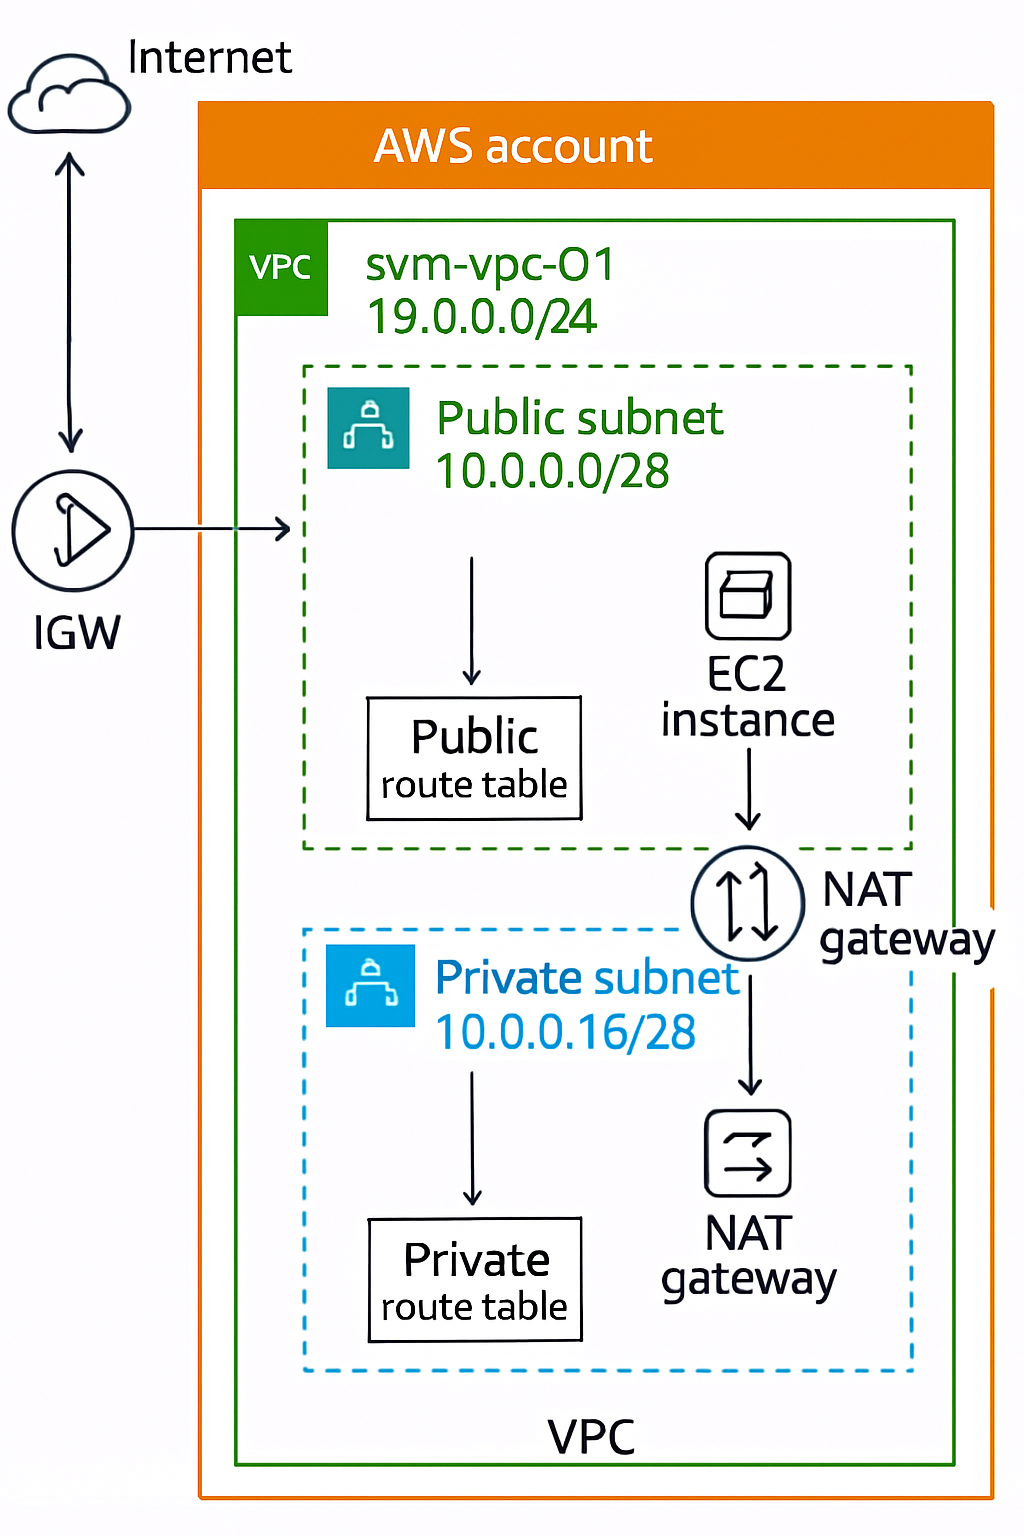 Internet
AWS account
VPC
svm-vpc-O1
19.0.0.0/24
Public subnet
10.0.0.0/28
IGW
EC2
instance
Public
route table
NAT
gateway
Private subnet
10.0.0.16/28
Private
route table
NAT
gateway
VPC